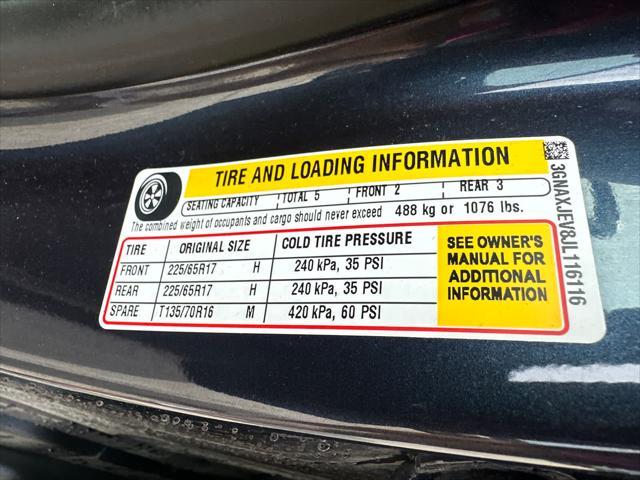 TIRE AND LOADING INFORMATION
SEATING CAPACITY TOTAL 5 FRONT 2 REAR 3
The combined weight of occupants and cargo should never exceed 488 kg or 1076 lbs.
TIRE ORIGINAL SIZE COLD TIRE PRESSURE
FRONT 225/65R17 H 240 kPa, 35 PSI
REAR 225/65R17 H 240 kPa, 35 PSI
SPARE T135/70R16 M 420 kPa, 60 PSI
SEE OWNER'S
MANUAL FOR
ADDITIONAL
INFORMATION
3GNAXJEV8JL116116